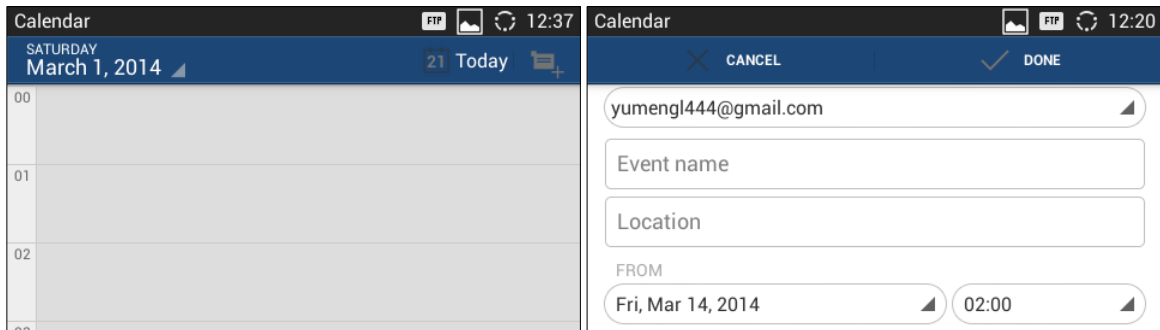 Calendar
FTP
12:37
SATURDAY
March 1, 2014
21 Today
00
01
02
Calendar
FTP
12:20
CANCEL
DONE
yumengl444@gmail.com
Event name
Location
FROM
Fri, Mar 14, 2014
02:00